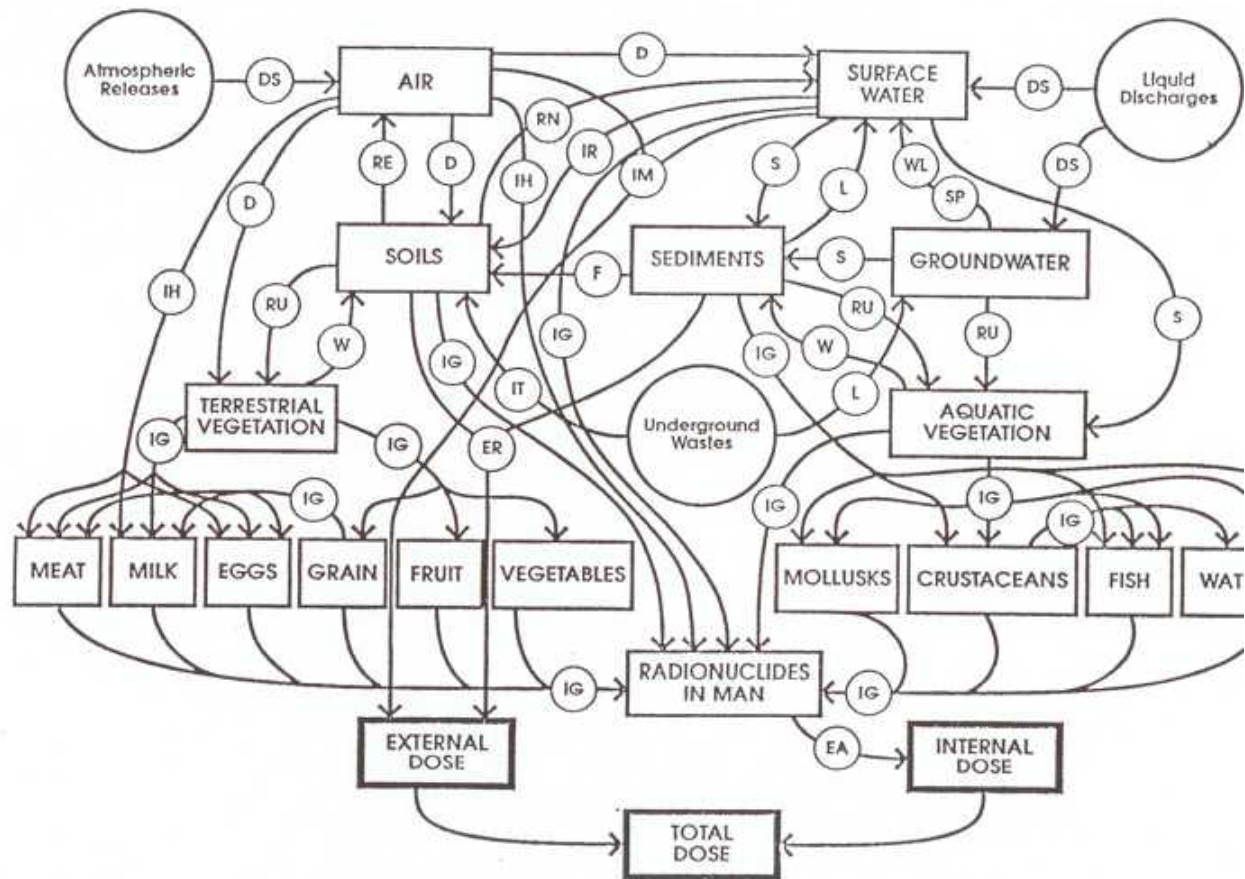 Atmospheric
Releases
DS
AIR
D
SURFACE
WATER
DS
Liquid
Discharges
RN
RE
D
IH
IR
IM
S
L
WL
SP
DS
D
SOILS
F
SEDIMENTS
S
GROUNDWATER
IH
RU
W
IG
IG
RU
W
IG
RU
S
TERRESTRIAL
VEGETATION
IT
Underground
Wastes
L
AQUATIC
VEGETATION
IG
IG
ER
IG
IG
IG
IG
MEAT
MILK
EGGS
GRAIN
FRUIT
VEGETABLES
MOLLUSKS
CRUSTACEANS
FISH
WAT
IG
RADIONUCLIDES
IN MAN
IG
EXTERNAL
DOSE
EA
INTERNAL
DOSE
TOTAL
DOSE